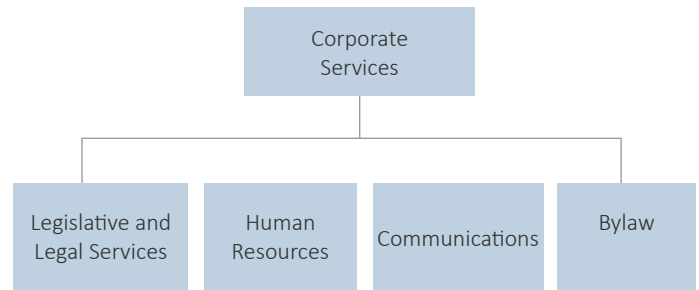 Corporate
Services
Legislative and
Legal Services
Human
Resources
Communications
Bylaw